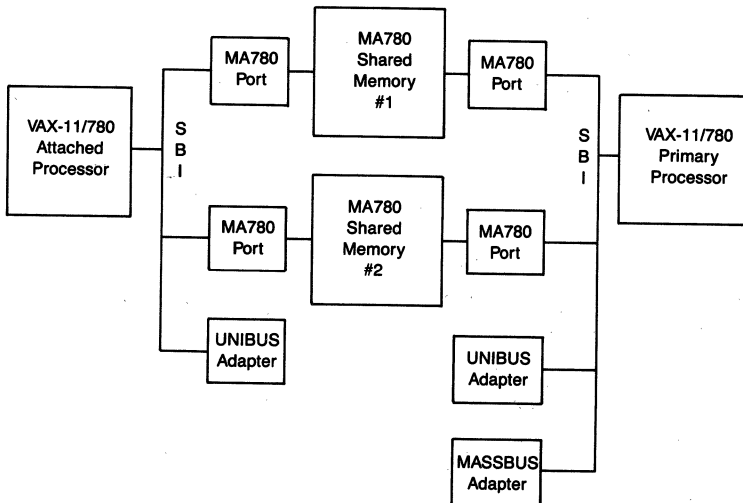 MA780
Port
MA780
Shared
Memory
#1
MA780
Port
VAX-11/780
Attached
Processor
S
B
I
S
B
I
VAX-11/780
Primary
Processor
MA780
Port
MA780
Shared
Memory
#2
MA780
Port
UNIBUS
Adapter
UNIBUS
Adapter
MASSBUS
Adapter